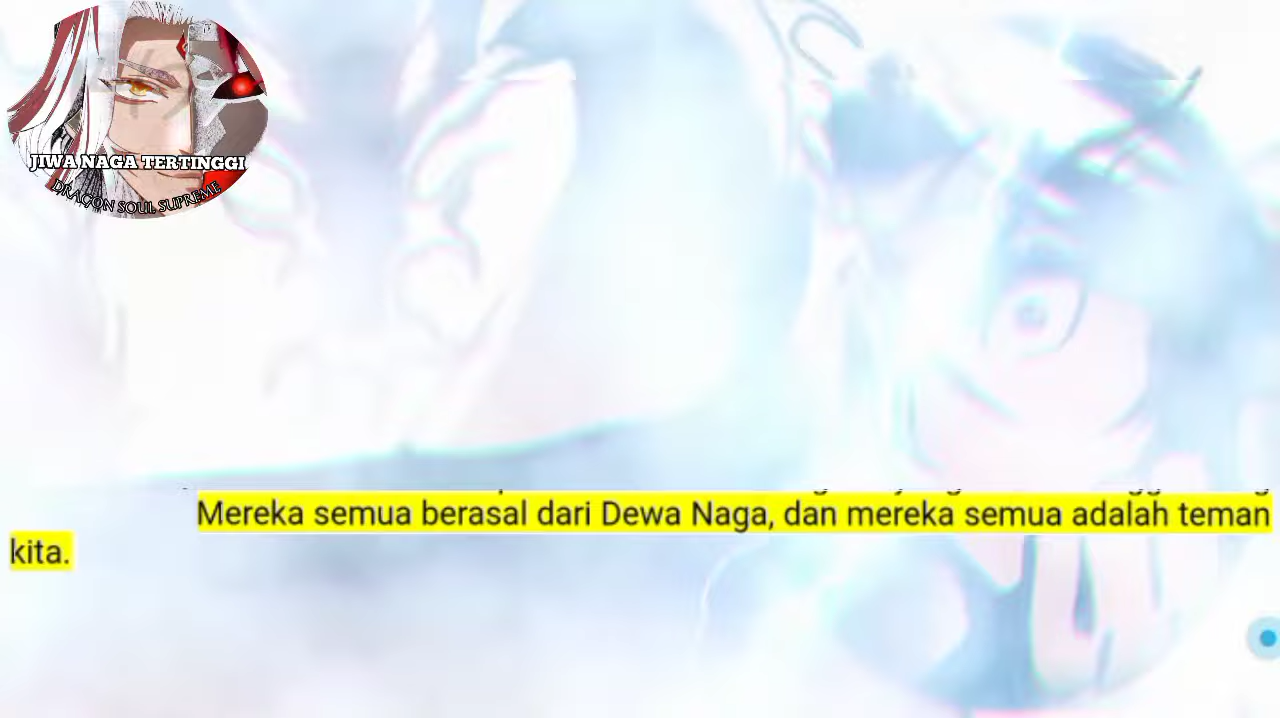 JIWA NAGA TERTINGGI
DRAGON SOUL SUPREME
Mereka semua berasal dari Dewa Naga, dan mereka semua adalah teman
kita.